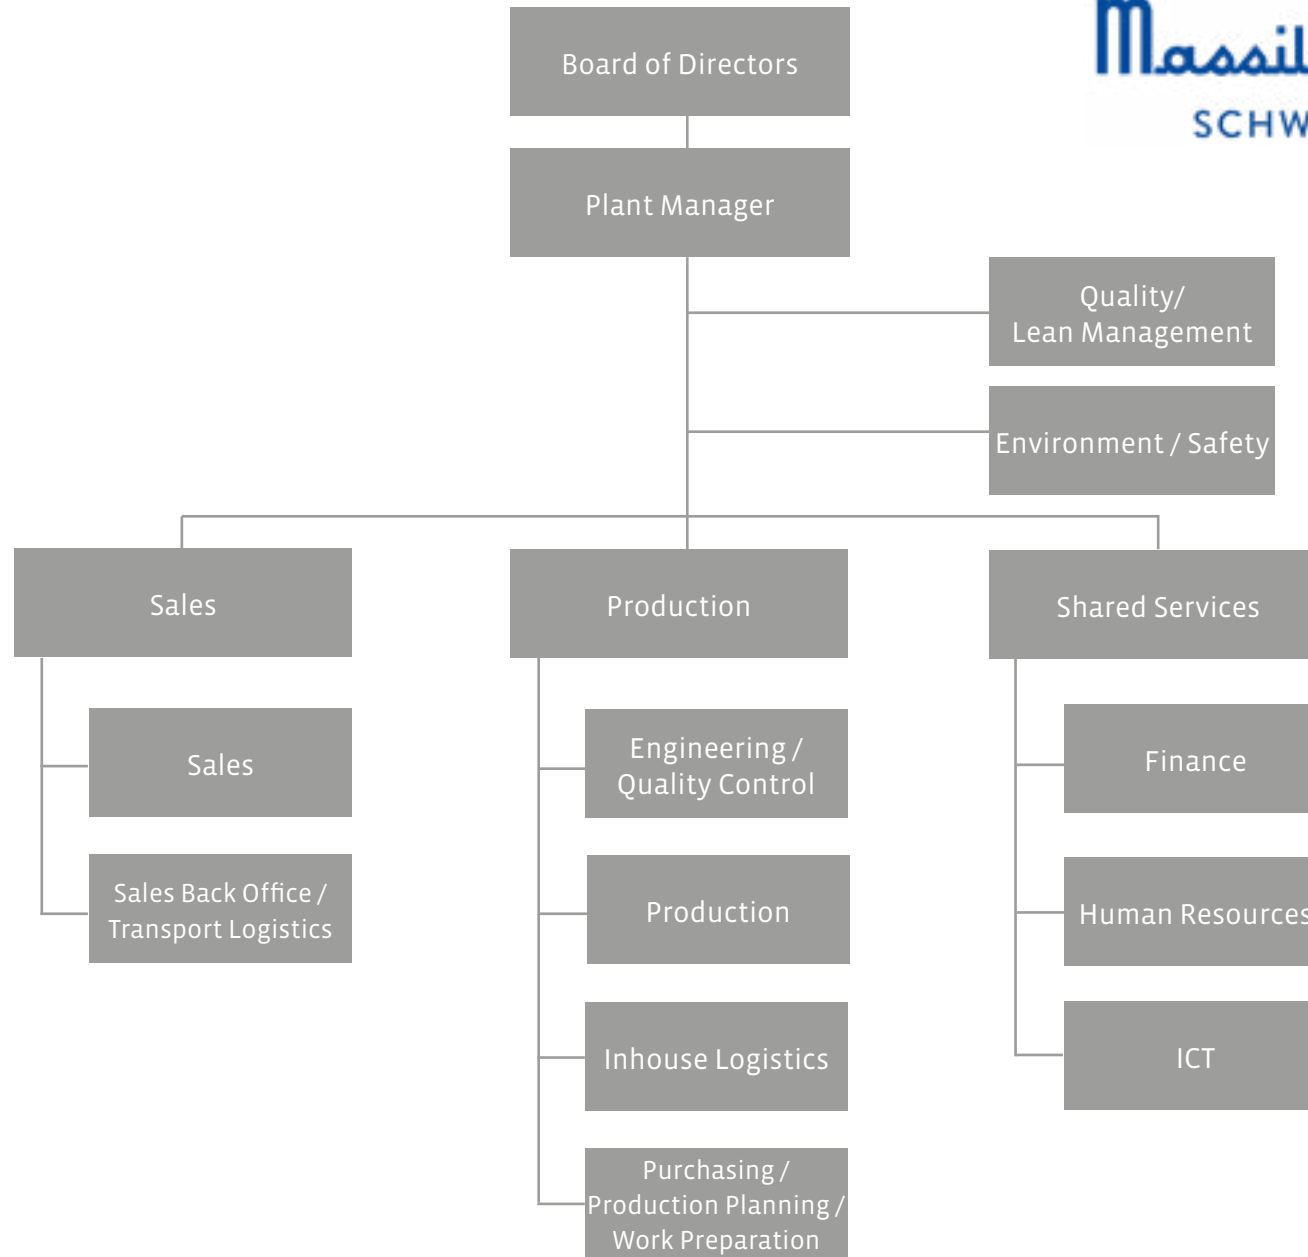 Board of Directors
Plant Manager
Quality/
Lean Management
Environment / Safety
Sales
Production
Shared Services
Sales
Engineering /
Quality Control
Finance
Sales Back Office /
Transport Logistics
Production
Human Resources
Inhouse Logistics
ICT
Purchasing /
Production Planning /
Work Preparation